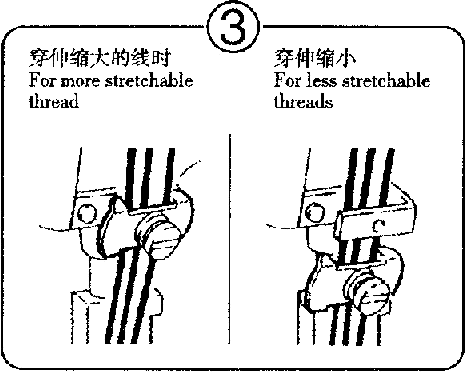 3
穿伸缩大的线时
For more stretchable
thread
穿伸缩小
For less stretchable
threads